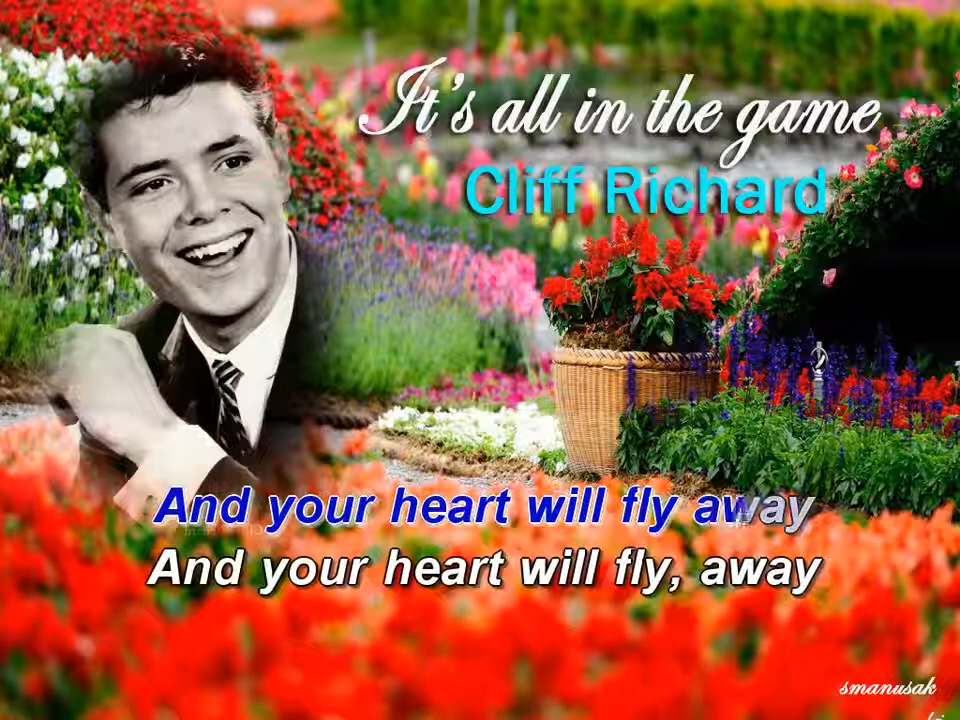 It's all in the game
Cliff Richard
And your heart will fly away
And your heart will fly, away
smanusak